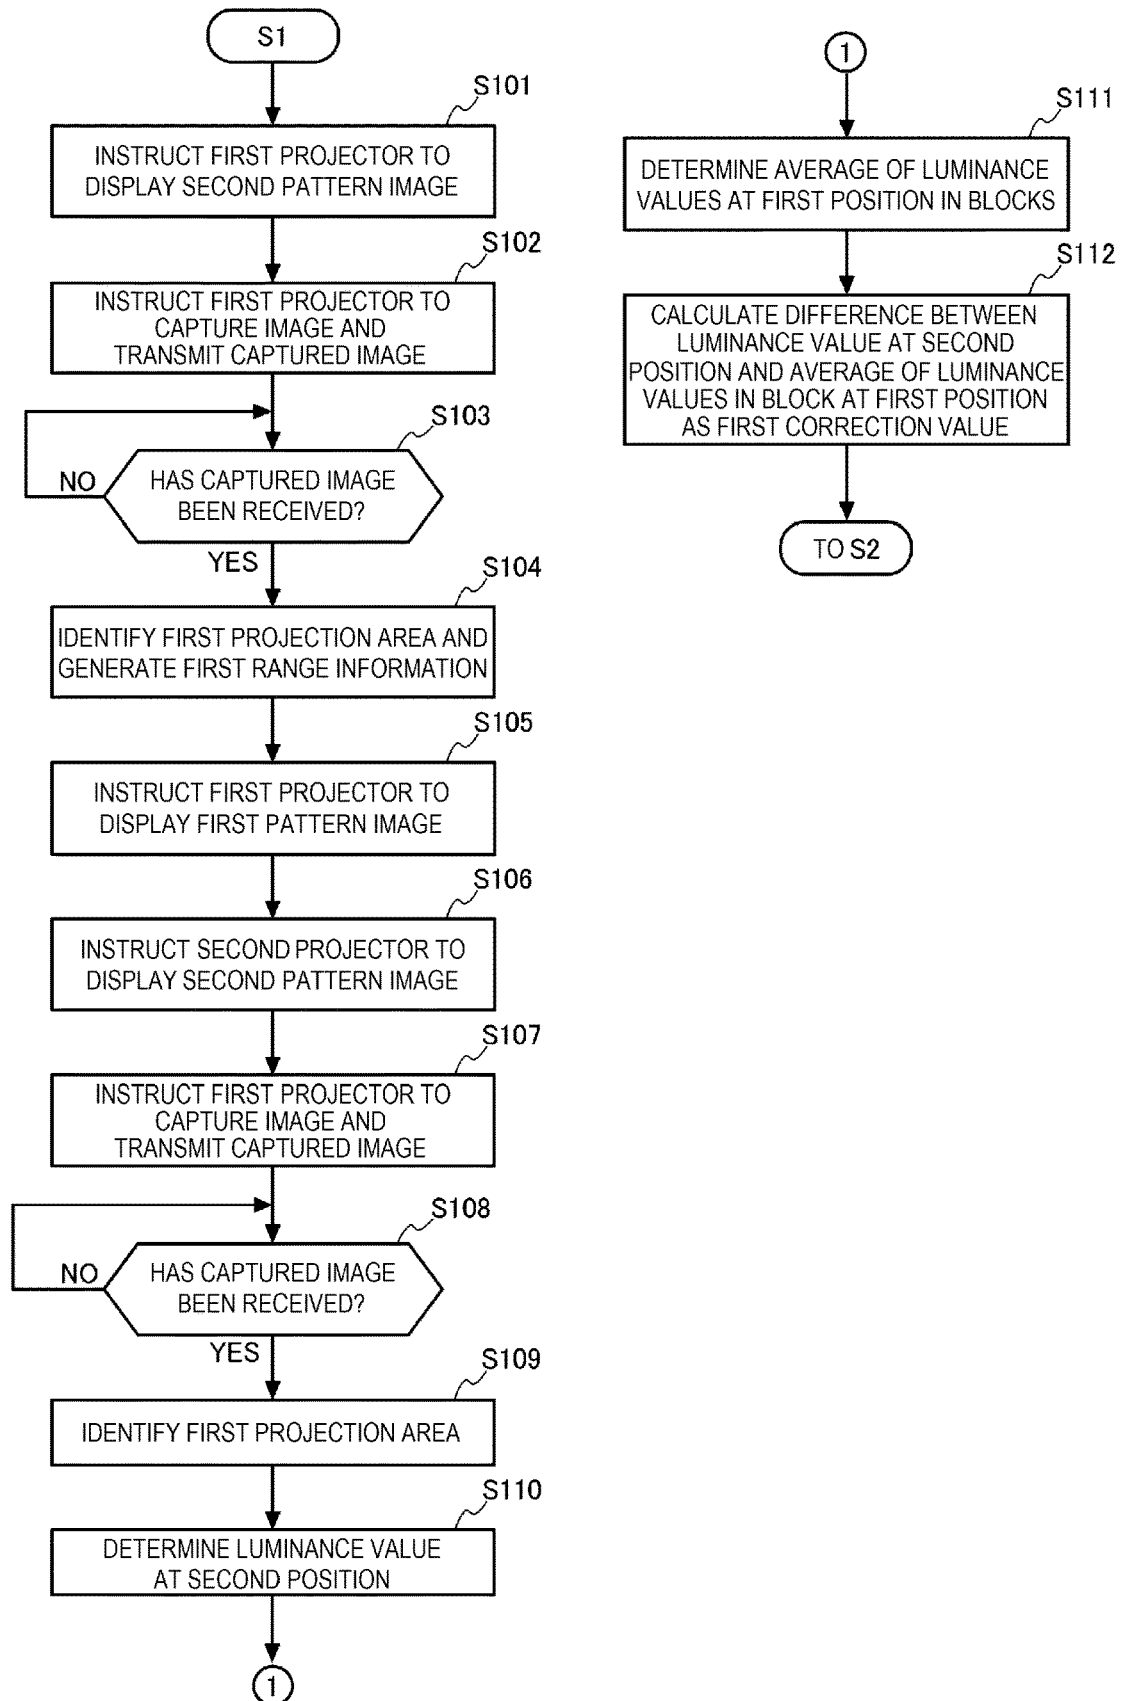 S1
S101
INSTRUCT FIRST PROJECTOR TO
DISPLAY SECOND PATTERN IMAGE
S102
INSTRUCT FIRST PROJECTOR TO
CAPTURE IMAGE AND
TRANSMIT CAPTURED IMAGE
S103
HAS CAPTURED IMAGE
BEEN RECEIVED?
NO
YES
S104
IDENTIFY FIRST PROJECTION AREA AND
GENERATE FIRST RANGE INFORMATION
S105
INSTRUCT FIRST PROJECTOR TO
DISPLAY FIRST PATTERN IMAGE
S106
INSTRUCT SECOND PROJECTOR TO
DISPLAY SECOND PATTERN IMAGE
S107
INSTRUCT FIRST PROJECTOR TO
CAPTURE IMAGE AND
TRANSMIT CAPTURED IMAGE
S108
HAS CAPTURED IMAGE
BEEN RECEIVED?
NO
YES
S109
IDENTIFY FIRST PROJECTION AREA
S110
DETERMINE LUMINANCE VALUE
AT SECOND POSITION
1
1
S111
DETERMINE AVERAGE OF LUMINANCE
VALUES AT FIRST POSITION IN BLOCKS
S112
CALCULATE DIFFERENCE BETWEEN
LUMINANCE VALUE AT SECOND
POSITION AND AVERAGE OF LUMINANCE
VALUES IN BLOCK AT FIRST POSITION
AS FIRST CORRECTION VALUE
TO S2